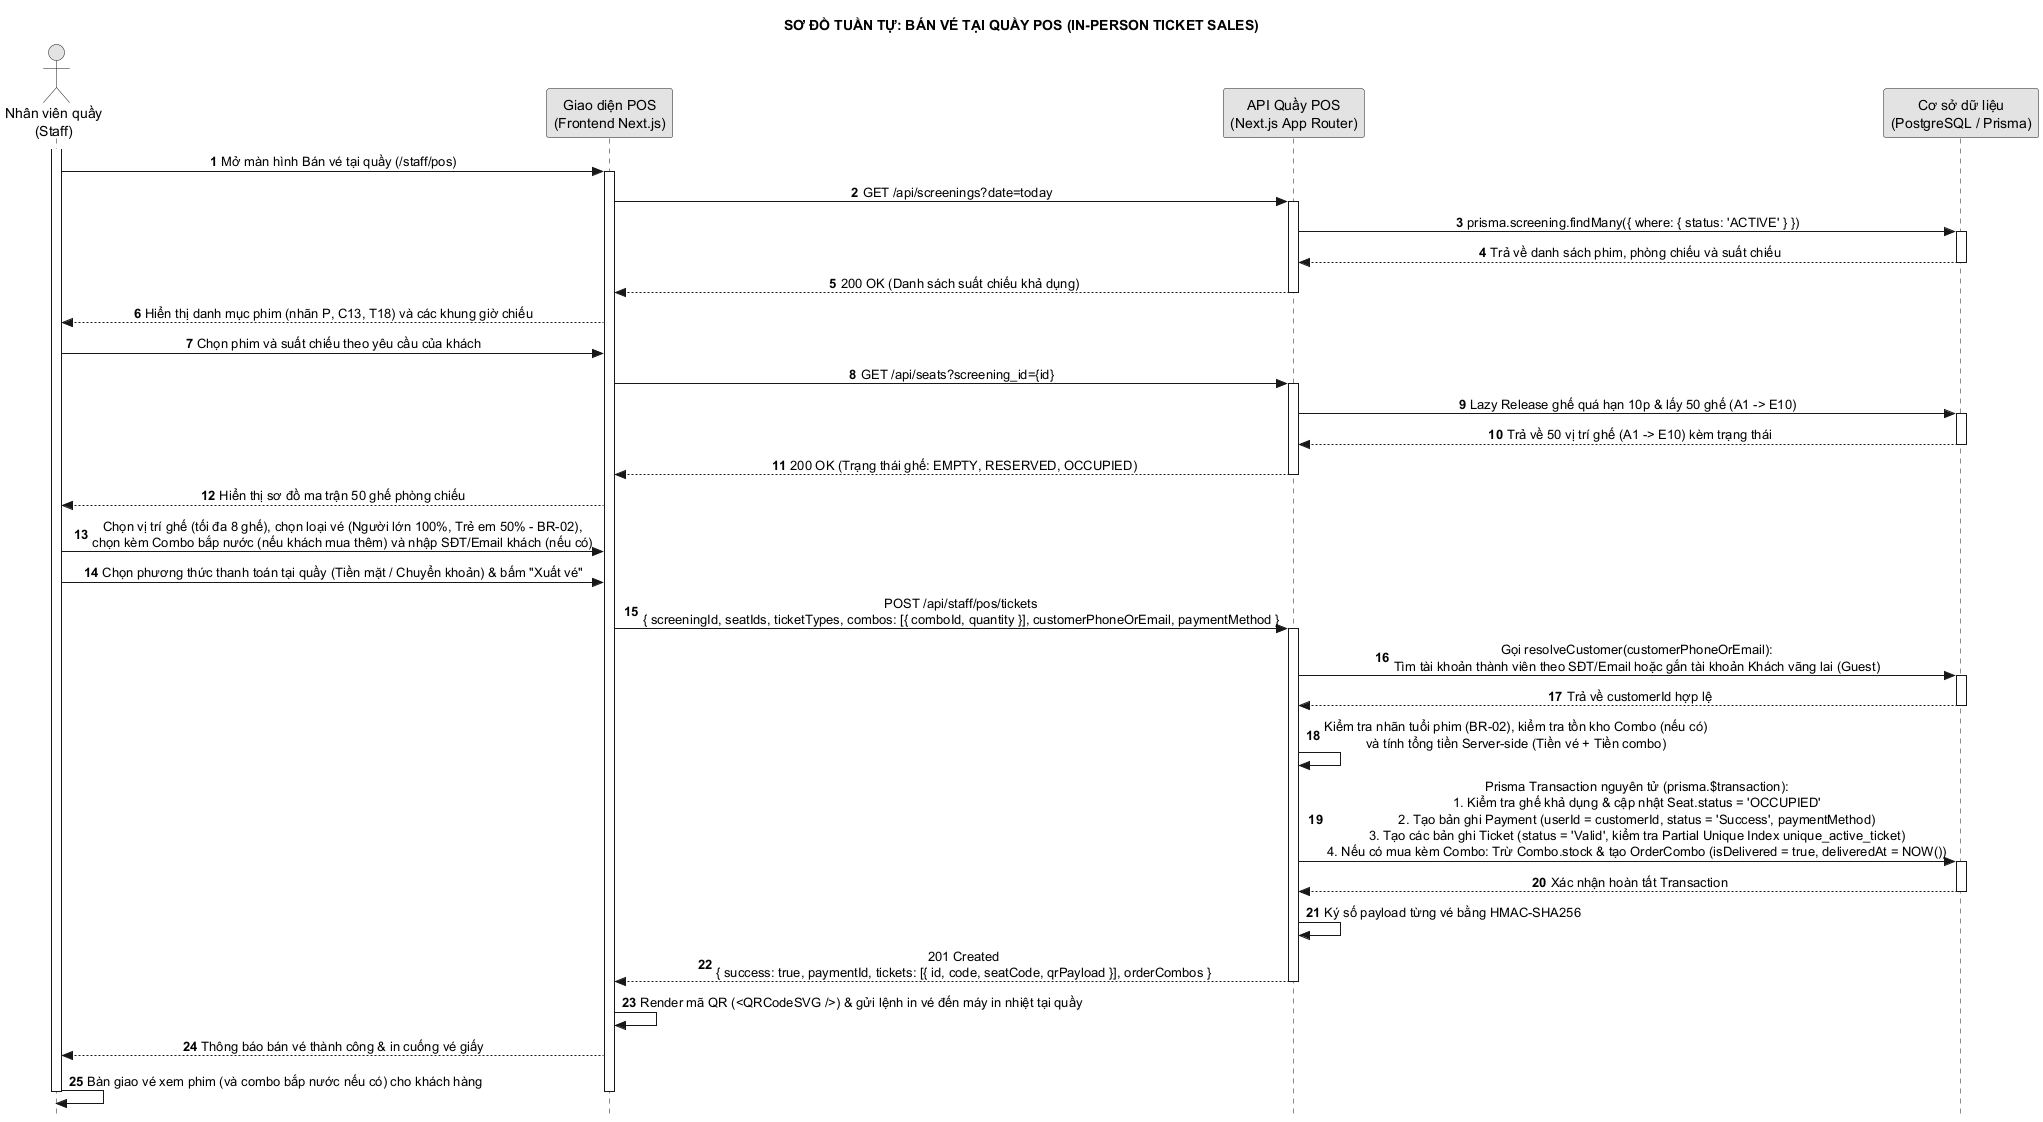 SƠ ĐỒ TUẦN TỰ: BÁN VÉ TẠI QUẦY POS (IN-PERSON TICKET SALES)
Nhân viên quầy
(Staff)
Giao diện POS
(Frontend Next.js)
API Quầy POS
(Next.js App Router)
Cơ sở dữ liệu
(PostgreSQL / Prisma)
1 Mở màn hình Bán vé tại quầy (/staff/pos)
2 GET /api/screenings?date=today
3 prisma.screening.findMany({ where: { status: 'ACTIVE' } })
4 Trả về danh sách phim, phòng chiếu và suất chiếu
5 200 OK (Danh sách suất chiếu khả dụng)
6 Hiển thị danh mục phim (nhãn P, C13, T18) và các khung giờ chiếu
7 Chọn phim và suất chiếu theo yêu cầu của khách
8 GET /api/seats?screening_id={id}
9 Lazy Release ghế quá hạn 10p & lấy 50 ghế (A1 -> E10)
10 Trả về 50 vị trí ghế (A1 -> E10) kèm trạng thái
11 200 OK (Trạng thái ghế: EMPTY, RESERVED, OCCUPIED)
12 Hiển thị sơ đồ ma trận 50 ghế phòng chiếu
13 Chọn vị trí ghế (tối đa 8 ghế), chọn loại vé (Người lớn 100%, Trẻ em 50% - BR-02),
chọn kèm Combo bắp nước (nếu khách mua thêm) và nhập SĐT/Email khách (nếu có)
14 Chọn phương thức thanh toán tại quầy (Tiền mặt / Chuyển khoản) & bấm "Xuất vé"
15 POST /api/staff/pos/tickets
{ screeningId, seatIds, ticketTypes, combos: [{ comboId, quantity }], customerPhoneOrEmail, paymentMethod }
16 Gọi resolveCustomer(customerPhoneOrEmail):
Tìm tài khoản thành viên theo SĐT/Email hoặc gắn tài khoản Khách vãng lai (Guest)
17 Trả về customerId hợp lệ
18 Kiểm tra nhãn tuổi phim (BR-02), kiểm tra tồn kho Combo (nếu có)
và tính tổng tiền Server-side (Tiền vé + Tiền combo)
19 Prisma Transaction nguyên tử (prisma.$transaction):
1. Kiểm tra ghế khả dụng & cập nhật Seat.status = 'OCCUPIED'
2. Tạo bản ghi Payment (userId = customerId, status = 'Success', paymentMethod)
3. Tạo các bản ghi Ticket (status = 'Valid', kiểm tra Partial Unique Index unique_active_ticket)
4. Nếu có mua kèm Combo: Trừ Combo.stock & tạo OrderCombo (isDelivered = true, deliveredAt = NOW())
20 Xác nhận hoàn tất Transaction
21 Ký số payload từng vé bằng HMAC-SHA256
22 201 Created
{ success: true, paymentId, tickets: [{ id, code, seatCode, qrPayload }], orderCombos }
23 Render mã QR (<QRCodeSVG />) & gửi lệnh in vé đến máy in nhiệt tại quầy
24 Thông báo bán vé thành công & in cuống vé giấy
25 Bàn giao vé xem phim (và combo bắp nước nếu có) cho khách hàng